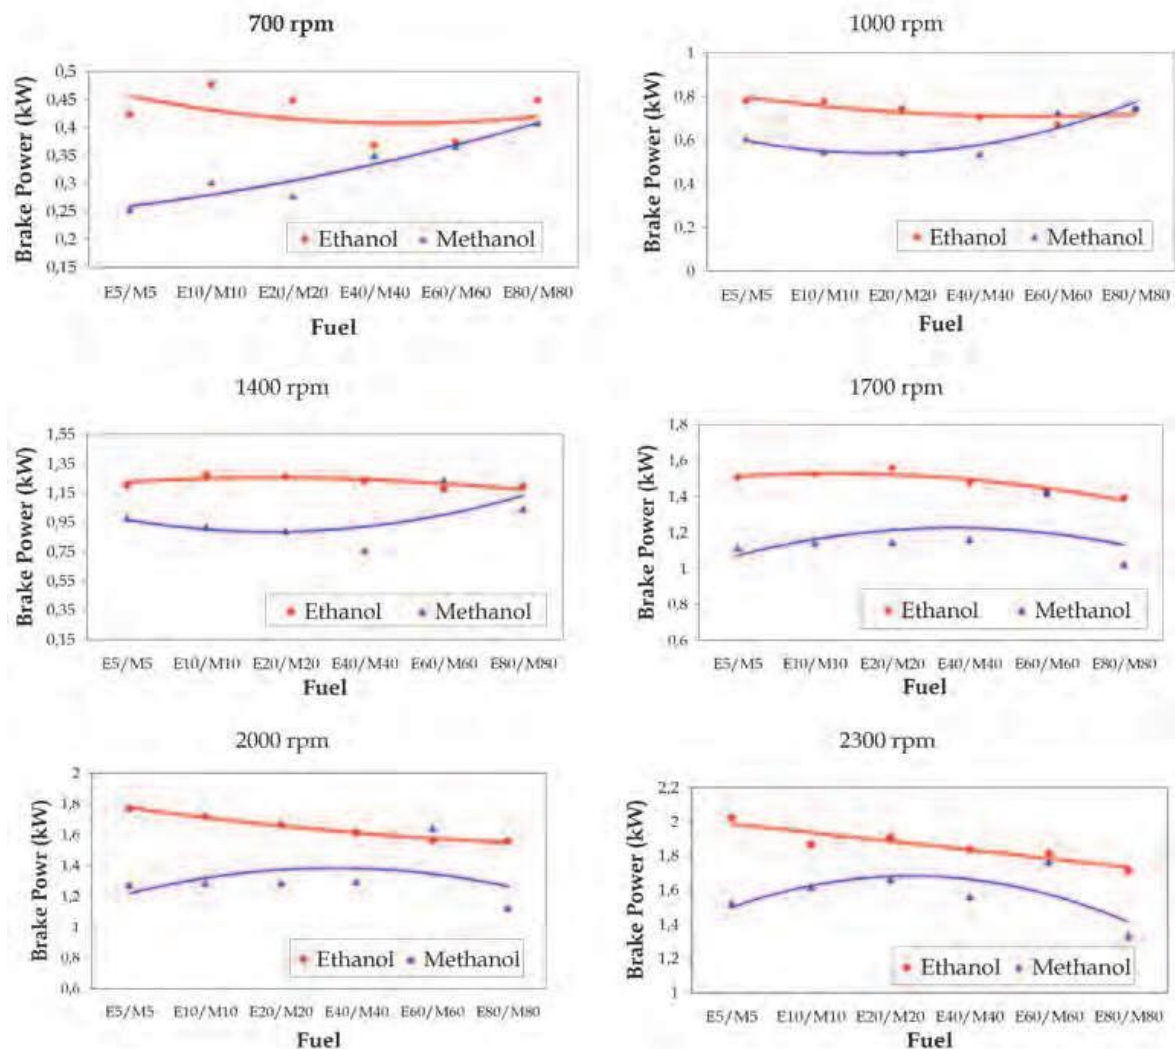 700 rpm
Brake Power (kW)
0,5
0,45
0,4
0,35
0,3
0,25
0,2
0,15
Ethanol Methanol
E5/M5 E10/M10 E20/M20 E40/M40 E60/M60 E80/M80
Fuel
1000 rpm
Brake Power (kW)
1
0,8
0,6
0,4
0,2
0
Ethanol Methanol
E5/M5 E10/M10 E20/M20 E40/M40 E60/M60 E80/M80
Fuel
1400 rpm
Brake Power (kW)
1,55
1,35
1,15
0,95
0,75
0,55
0,35
0,15
Ethanol Methanol
E5/M5 E10/M10 E20/M20 E40/M40 E60/M60 E80/M80
Fuel
1700 rpm
Brake Power (kW)
1,8
1,6
1,4
1,2
1
0,8
0,6
Ethanol Methanol
E5/M5 E10/M10 E20/M20 E40/M40 E60/M60 E80/M80
Fuel
2000 rpm
Brake Powr (kW)
2
1,8
1,6
1,4
1,2
1
0,8
0,6
Ethanol Methanol
E5/M5 E10/M10 E20/M20 E40/M40 E60/M60 E80/M80
Fuel
2300 rpm
Brake Power (kW)
2,2
2
1,8
1,6
1,4
1,2
1
Ethanol Methanol
E5/M5 E10/M10 E20/M20 E40/M40 E60/M60 E80/M80
Fuel